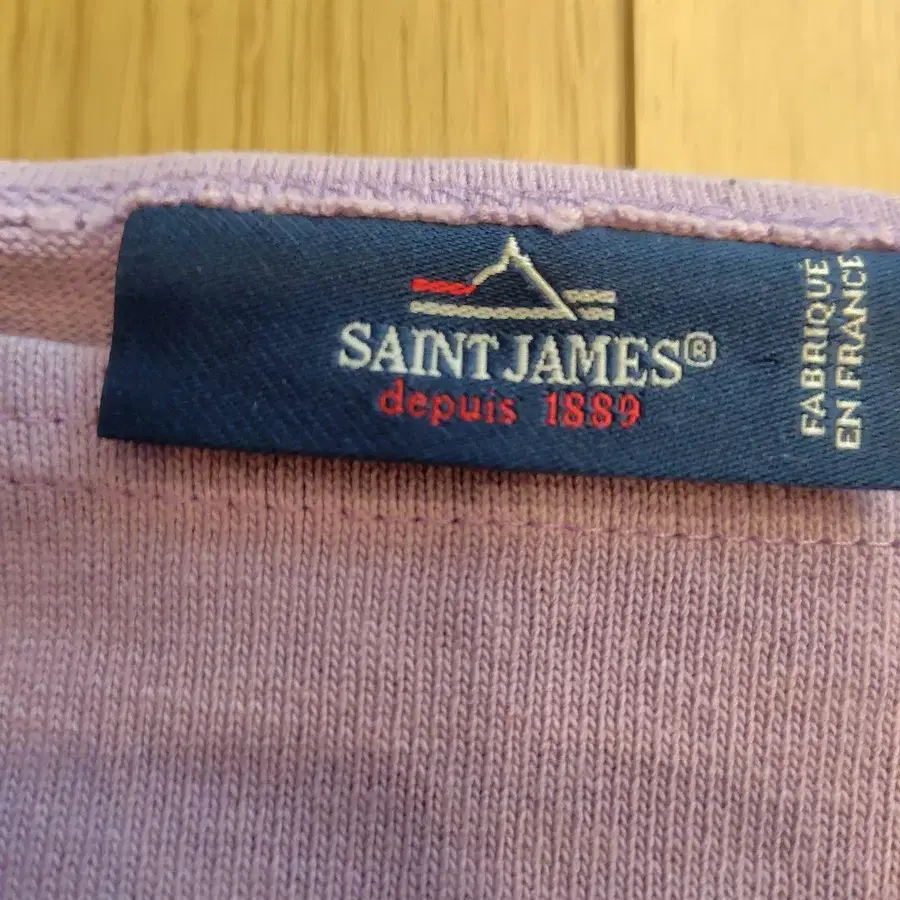 SAINT JAMES®
depuis 1889
FABRIQUE
EN FRANCE